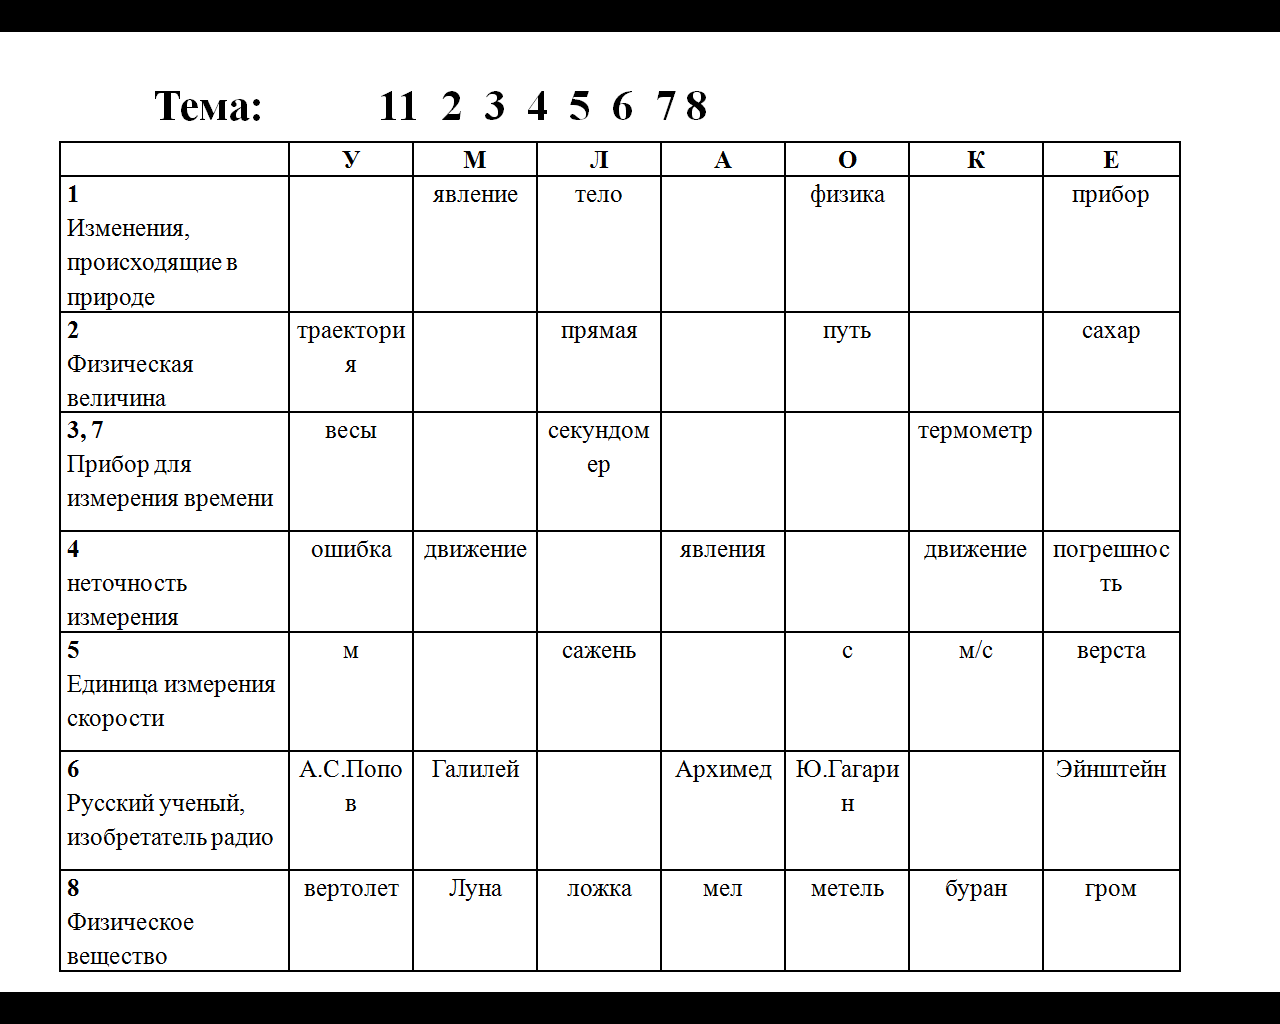 Тема: 11 2 3 4 5 6 7 8
У М Л А О К Е
1 явление тело физика прибор
Изменения,
происходящие в
природе
2 траектори прямая путь сахар
Физическая я
величина
3, 7 весы секундом термометр
Прибор для ер
измерения времени
4 ошибка движение явления движение погрешнос
неточность ть
измерения
5 м сажень с м/с верста
Единица измерения
скорости
6 А.С.Попо Галилей Архимед Ю.Гагари Эйнштейн
Русский ученый, в н
изобретатель радио
8 вертолет Луна ложка мел метель буран гром
Физическое
вещество